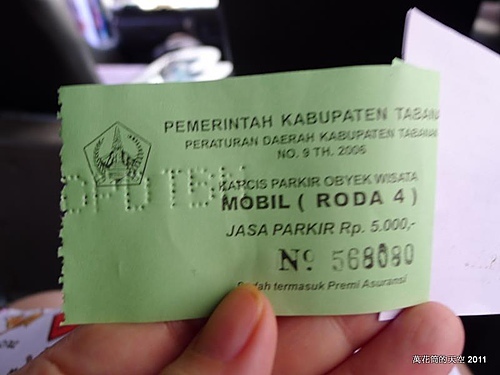 PEMERINTAH KABUPATEN TABANAN
PERATURAN DAERAH KABUPATEN TABANAN
NO. 9 TH. 2006
KARCIS PARKIR OBYEK WISATA
MOBIL ( RODA 4 )
JASA PARKIR Rp. 5.000,-
Nº 568080
termasuk Premi Asuransi
萬花筒的天空 2011